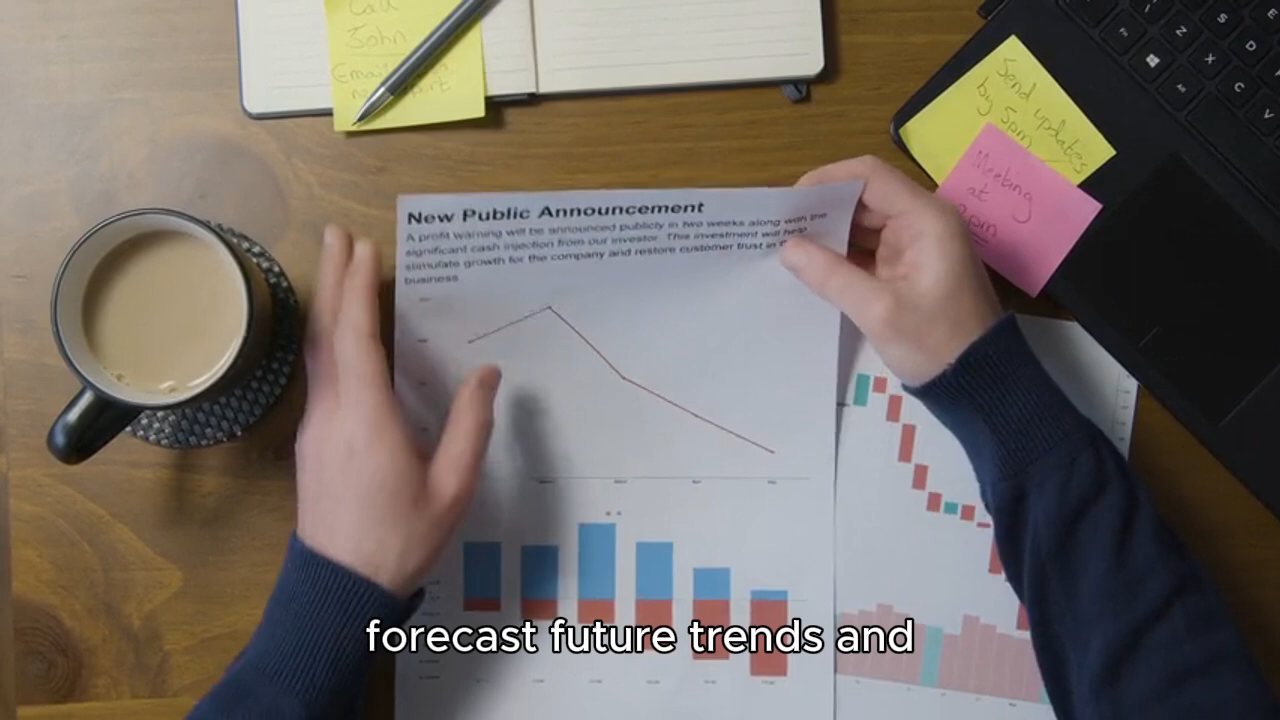 Call
John
Email
Send updates
by 5pm
Meeting
at
2pm
New Public Announcement
A profit warning will be announced publicly in two weeks along with the
significant cash injection from our investor. This investment will help
stimulate growth for the company and restore customer trust in
business
forecast future trends and